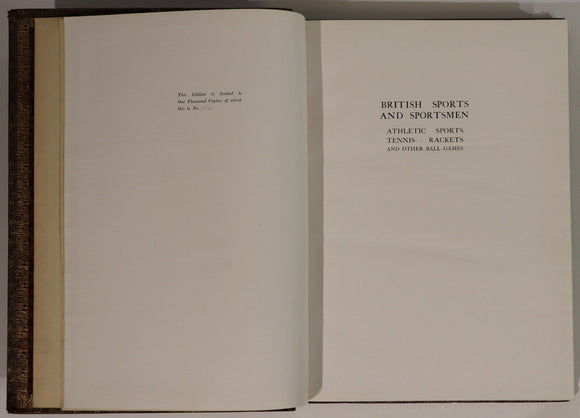 This Edition is limited to
One Thousand Copies, of which
this is No.
BRITISH SPORTS
AND SPORTSMEN
ATHLETIC SPORTS
TENNIS · RACKETS
AND OTHER BALL GAMES